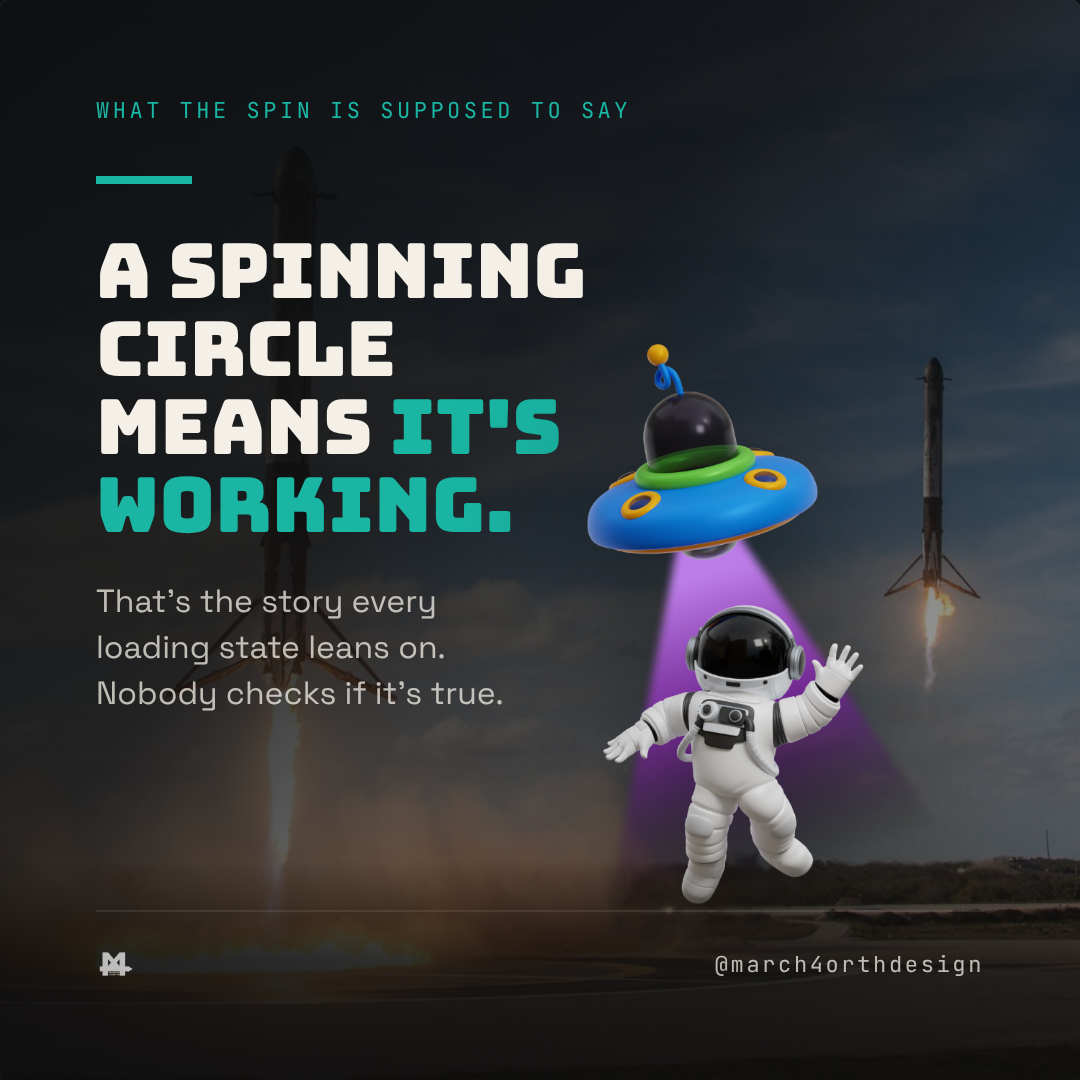 WHAT THE SPIN IS SUPPOSED TO SAY
A SPINNING
CIRCLE
MEANS IT'S
WORKING.
That's the story every
loading state leans on.
Nobody checks if it's true.
@march4orthdesign